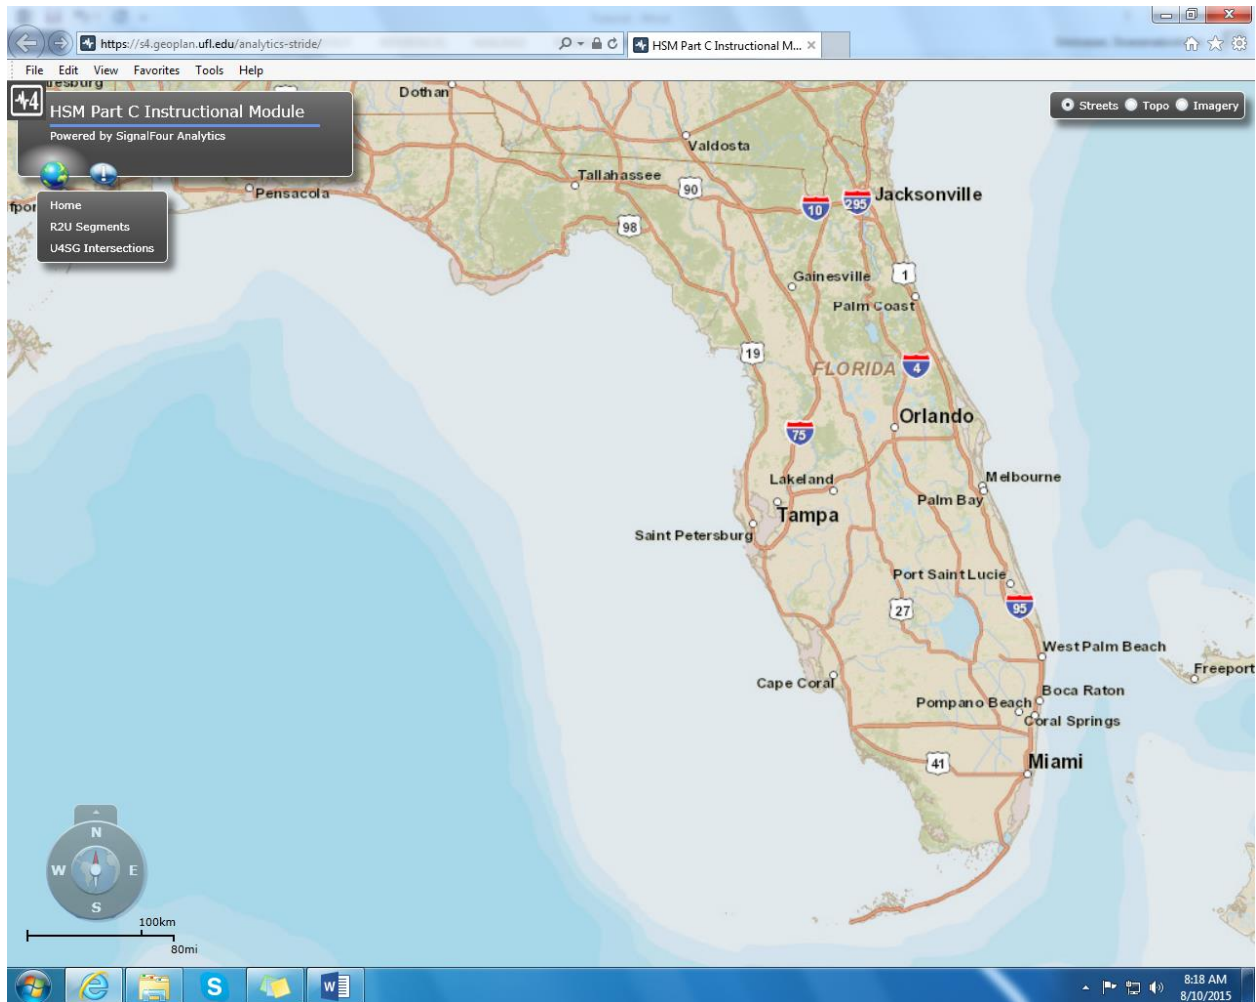 https://s4.geoplan.ufl.edu/analytics-stride/
HSM Part C Instructional M...
File Edit View Favorites Tools Help
HSM Part C Instructional Module
Powered by SignalFour Analytics
Home
R2U Segments
U4SG Intersections
Streets Topo Imagery
Dothan
Valdosta
Tallahassee
90
Pensacola
10
295
Jacksonville
98
Gainesville
1
Palm Coast
19
FLORIDA
4
Orlando
75
Lakeland
Melbourne
Palm Bay
Tampa
Saint Petersburg
Port Saint Lucie
27
95
West Palm Beach
Freeport
Cape Coral
Boca Raton
Pompano Beach
Coral Springs
41
Miami
N
W E
S
100km
80mi
8:18 AM
8/10/2015